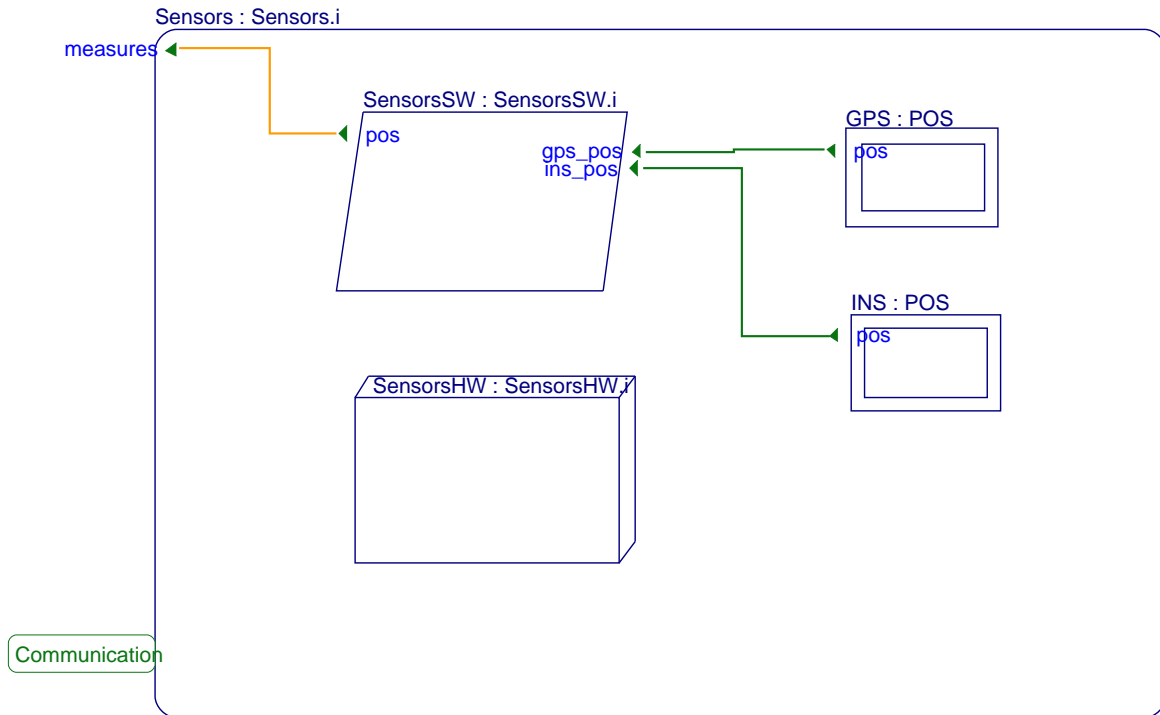 Sensors : Sensors.i
measures
SensorsSW : SensorsSW.i
pos
gps_pos
ins_pos
GPS : POS
pos
INS : POS
pos
SensorsHW : SensorsHW.i
Communication